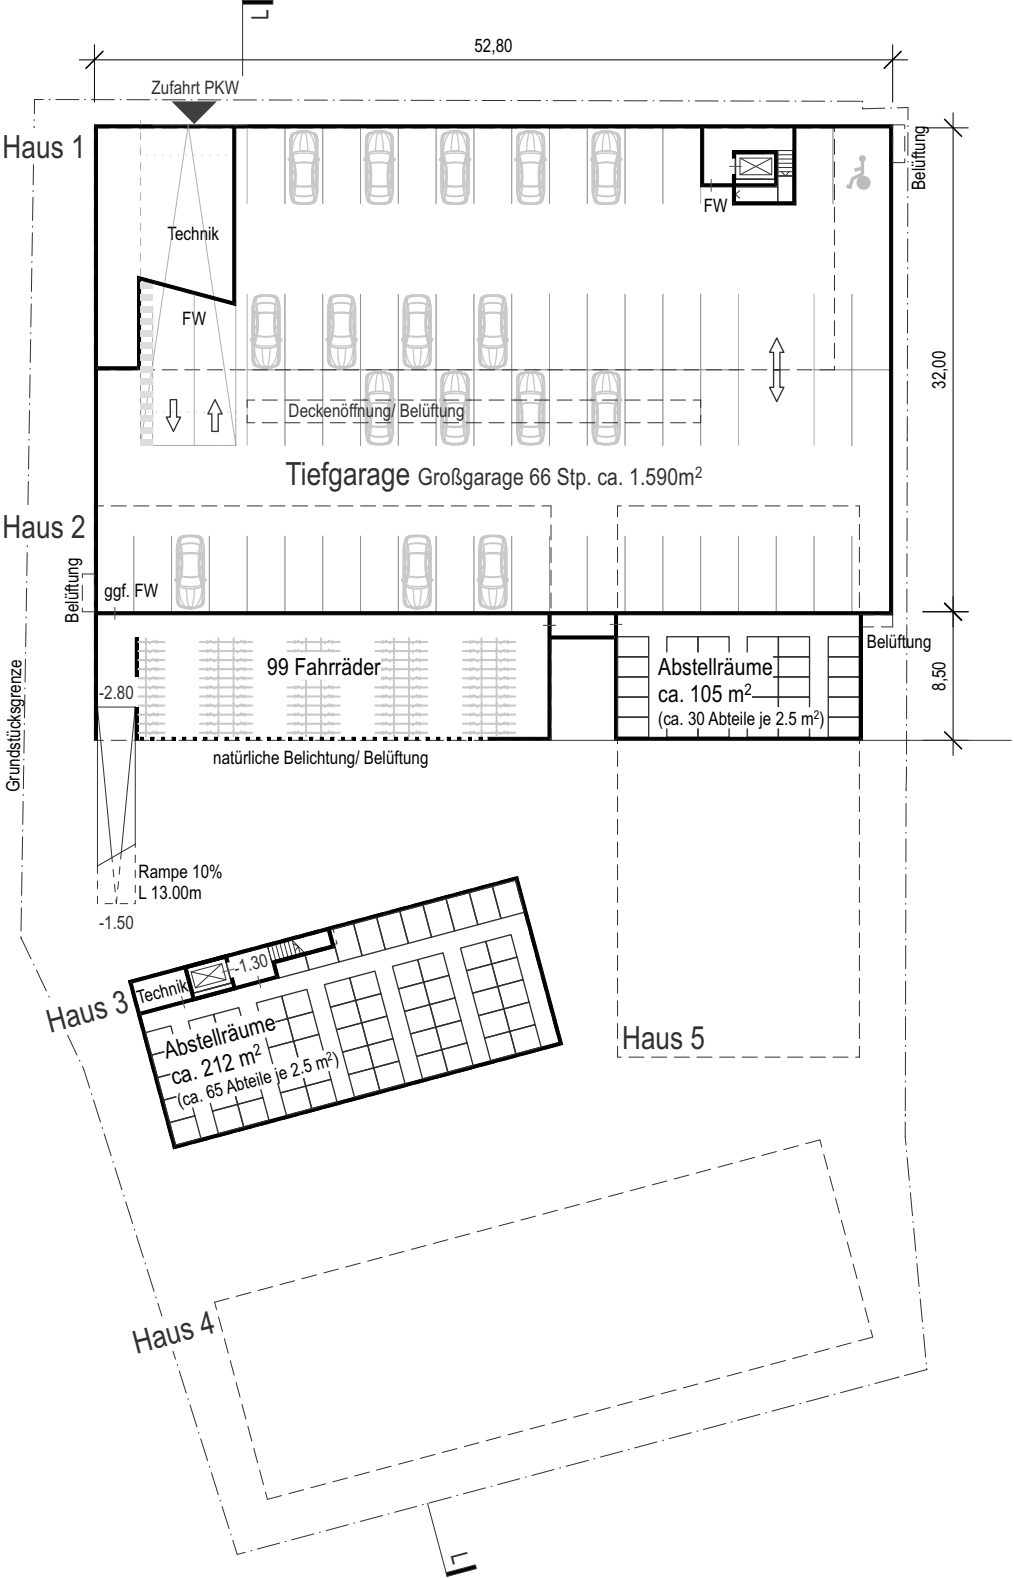 L
52,80
Zufahrt PKW
Haus 1
Belüftung
Technik
FW
FW
32,00
Deckenöffnung/ Belüftung
Tiefgarage Großgarage 66 Stp. ca. 1.590m²
Haus 2
Belüftung
ggf. FW
Belüftung
99 Fahrräder
Abstellräume
ca. 105 m²
(ca. 30 Abteile je 2.5 m²)
8,50
-2.80
Grundstücksgrenze
natürliche Belichtung/ Belüftung
Rampe 10%
L 13.00m
-1.50
-1.30
Technik
Haus 3
Abstellräume
ca. 212 m²
(ca. 65 Abteile je 2.5 m²)
Haus 5
Haus 4
L